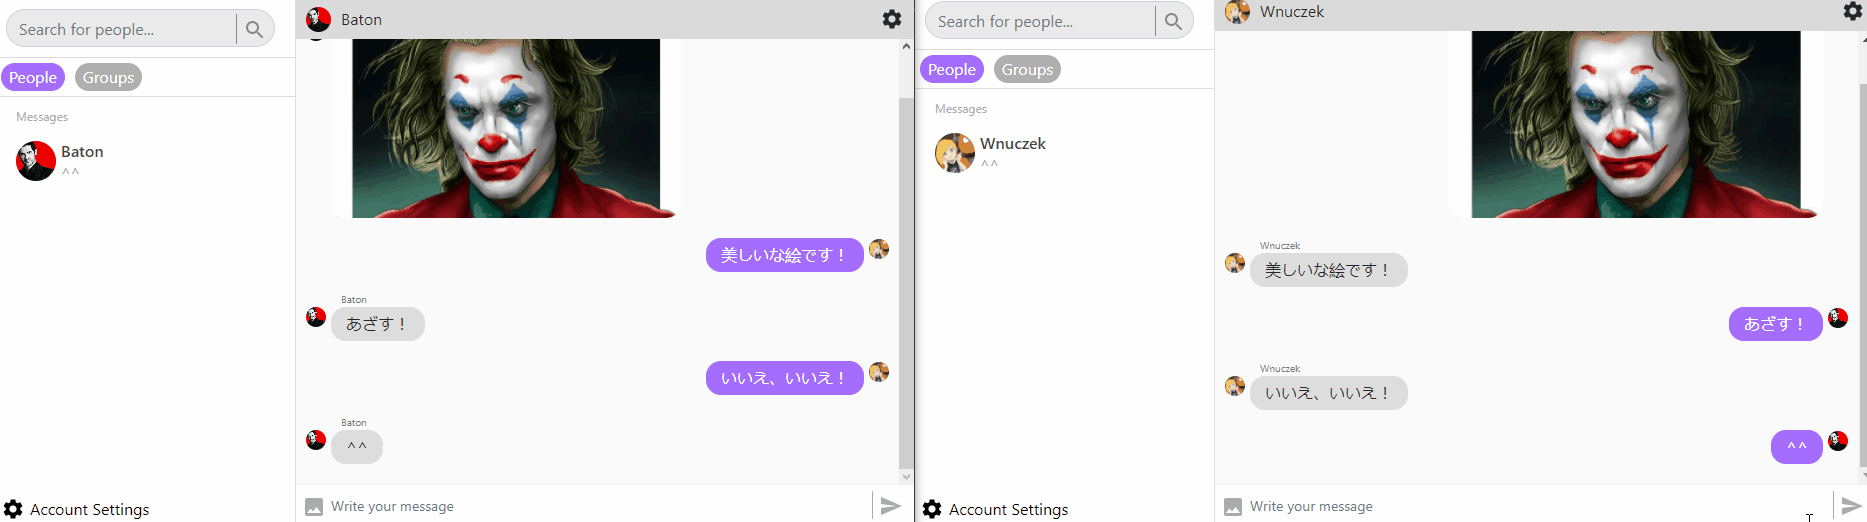 Search for people...
People
Groups
Messages
Baton
^^
Account Settings
Baton
美しいな絵です！
Baton
あざす！
いいえ、いいえ！
Baton
^^
Write your message
Search for people...
People
Groups
Messages
Wnuczek
^^
Account Settings
Wnuczek
Wnuczek
美しいな絵です！
あざす！
Wnuczek
いいえ、いいえ！
^^
Write your message